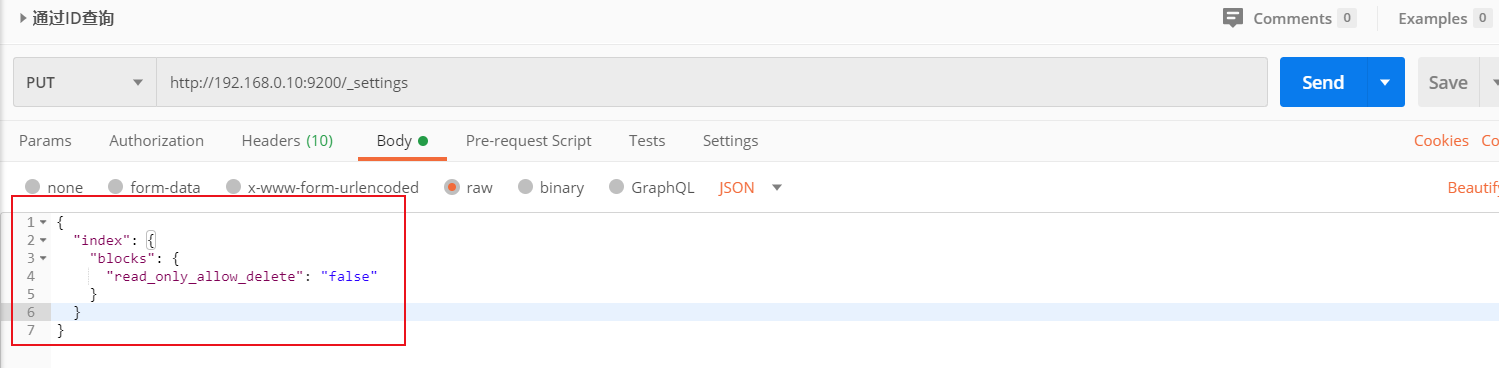 通过ID查询 Comments 0 Examples 0
PUT http://192.168.0.10:9200/_settings Send Save
Params Authorization Headers (10) Body Pre-request Script Tests Settings Cookies Co
none form-data x-www-form-urlencoded raw binary GraphQL JSON Beautify
1 {
2 "index": {
3 "blocks": {
4 "read_only_allow_delete": "false"
5 }
6 }
7 }